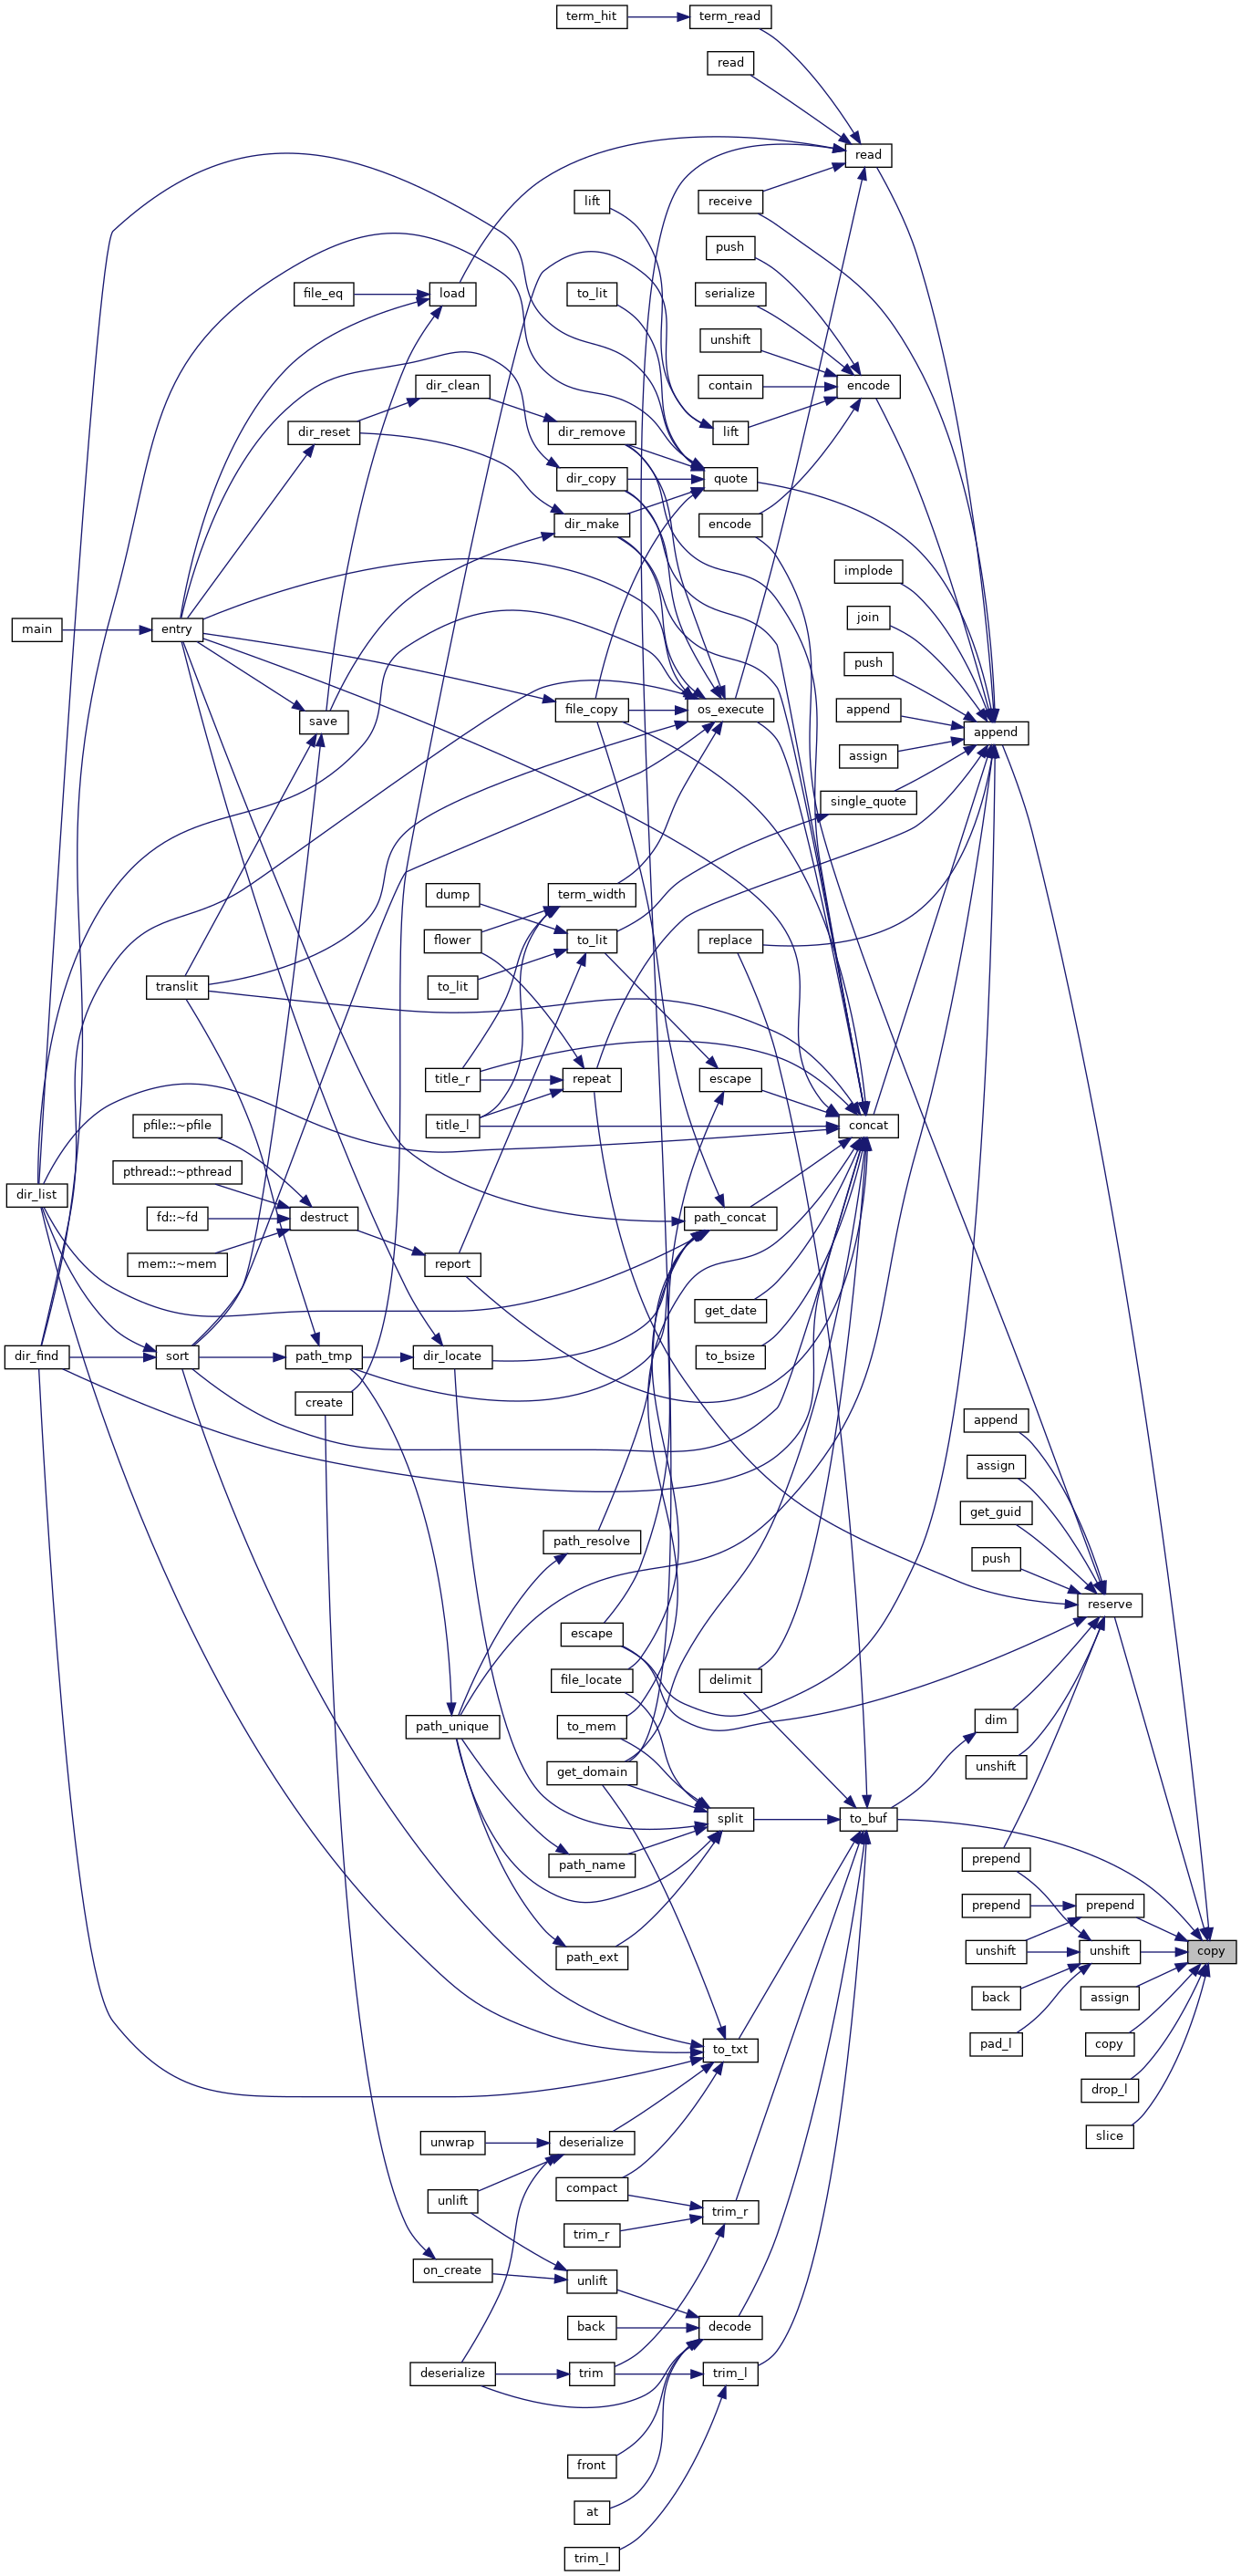 term_hit
term_read
read
read
receive
lift
push
to_lit
serialize
file_eq
load
unshift
contain
encode
dir_clean
lift
dir_reset
dir_remove
dir_copy
quote
dir_make
encode
implode
join
main
entry
push
file_copy
os_execute
append
save
append
assign
single_quote
dump
term_width
flower
to_lit
replace
translit
to_lit
title_r
repeat
escape
pfile::~pfile
title_l
concat
pthread::~pthread
dir_list
fd::~fd
destruct
path_concat
mem::~mem
report
get_date
dir_find
sort
path_tmp
dir_locate
to_bsize
create
append
assign
get_guid
path_resolve
push
reserve
escape
file_locate
delimit
path_unique
to_mem
dim
get_domain
unshift
split
to_buf
path_name
prepend
prepend
prepend
path_ext
unshift
unshift
copy
back
assign
to_txt
pad_l
copy
drop_l
unwrap
deserialize
slice
compact
unlift
trim_r
trim_r
on_create
unlift
back
decode
deserialize
trim
trim_l
front
at
trim_l